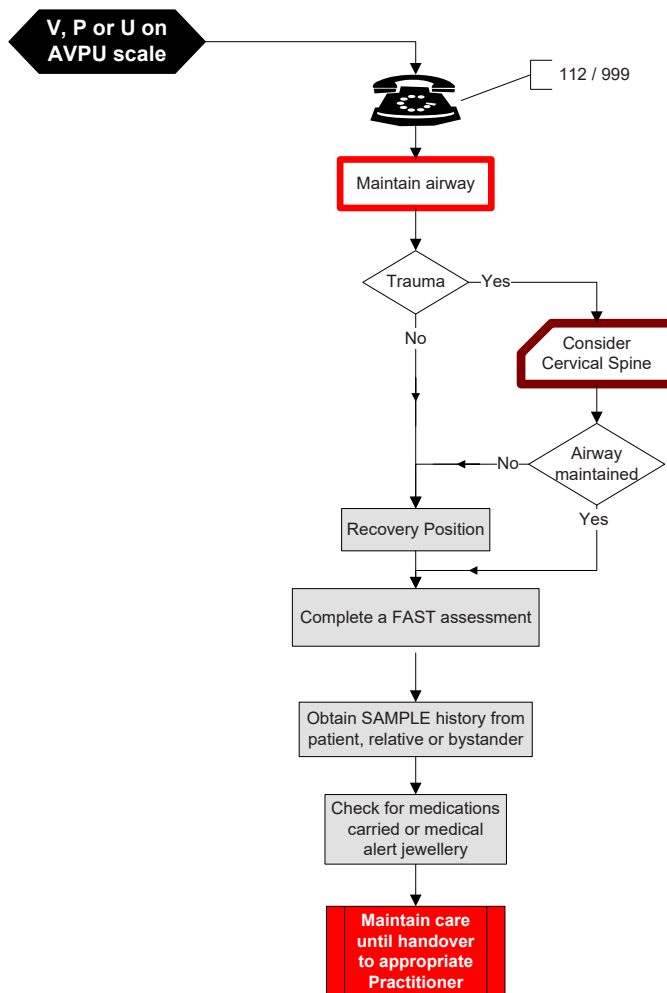 V, P or U on
AVPU scale
112 / 999
Maintain airway
Trauma
Yes
No
Consider
Cervical Spine
Airway
maintained
No
Yes
Recovery Position
Complete a FAST assessment
Obtain SAMPLE history from
patient, relative or bystander
Check for medications
carried or medical
alert jewellery
Maintain care
until handover
to appropriate
Practitioner